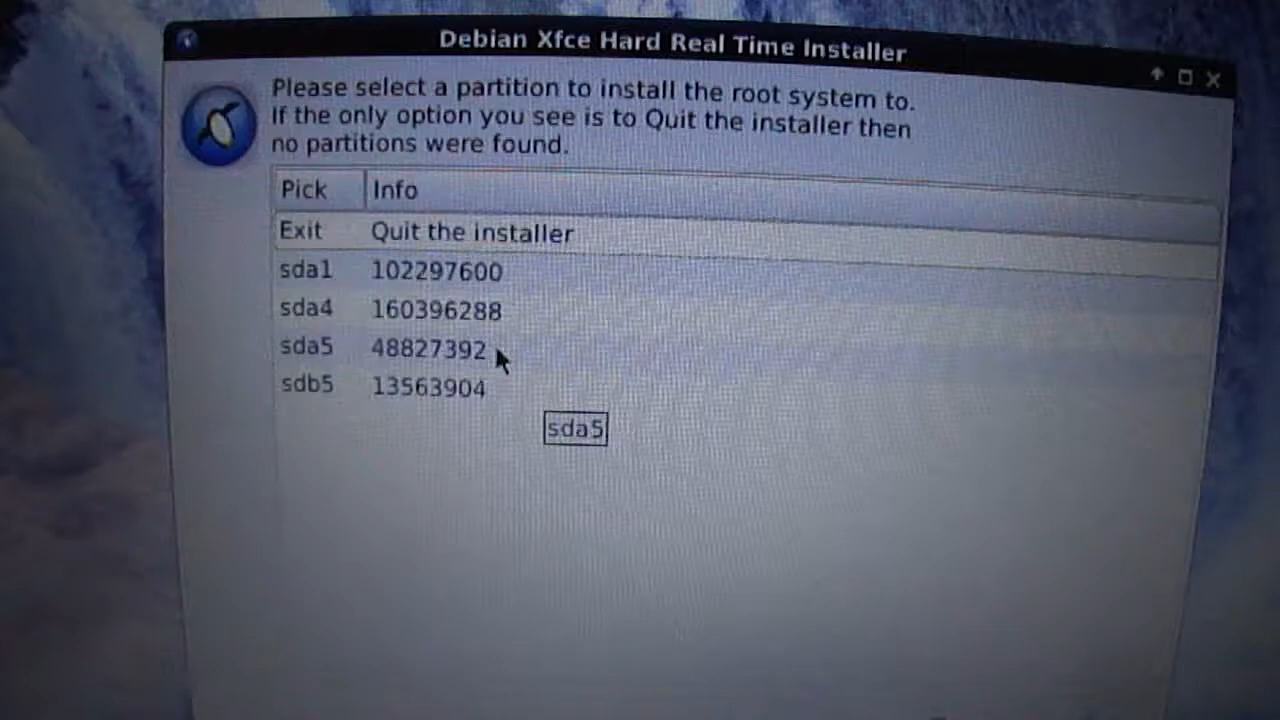 Debian Xfce Hard Real Time Installer
Please select a partition to install the root system to.
If the only option you see is to Quit the installer then
no partitions were found.
Pick Info
Exit Quit the installer
sda1 102297600
sda4 160396288
sda5 48827392
sdb5 13563904
sda5